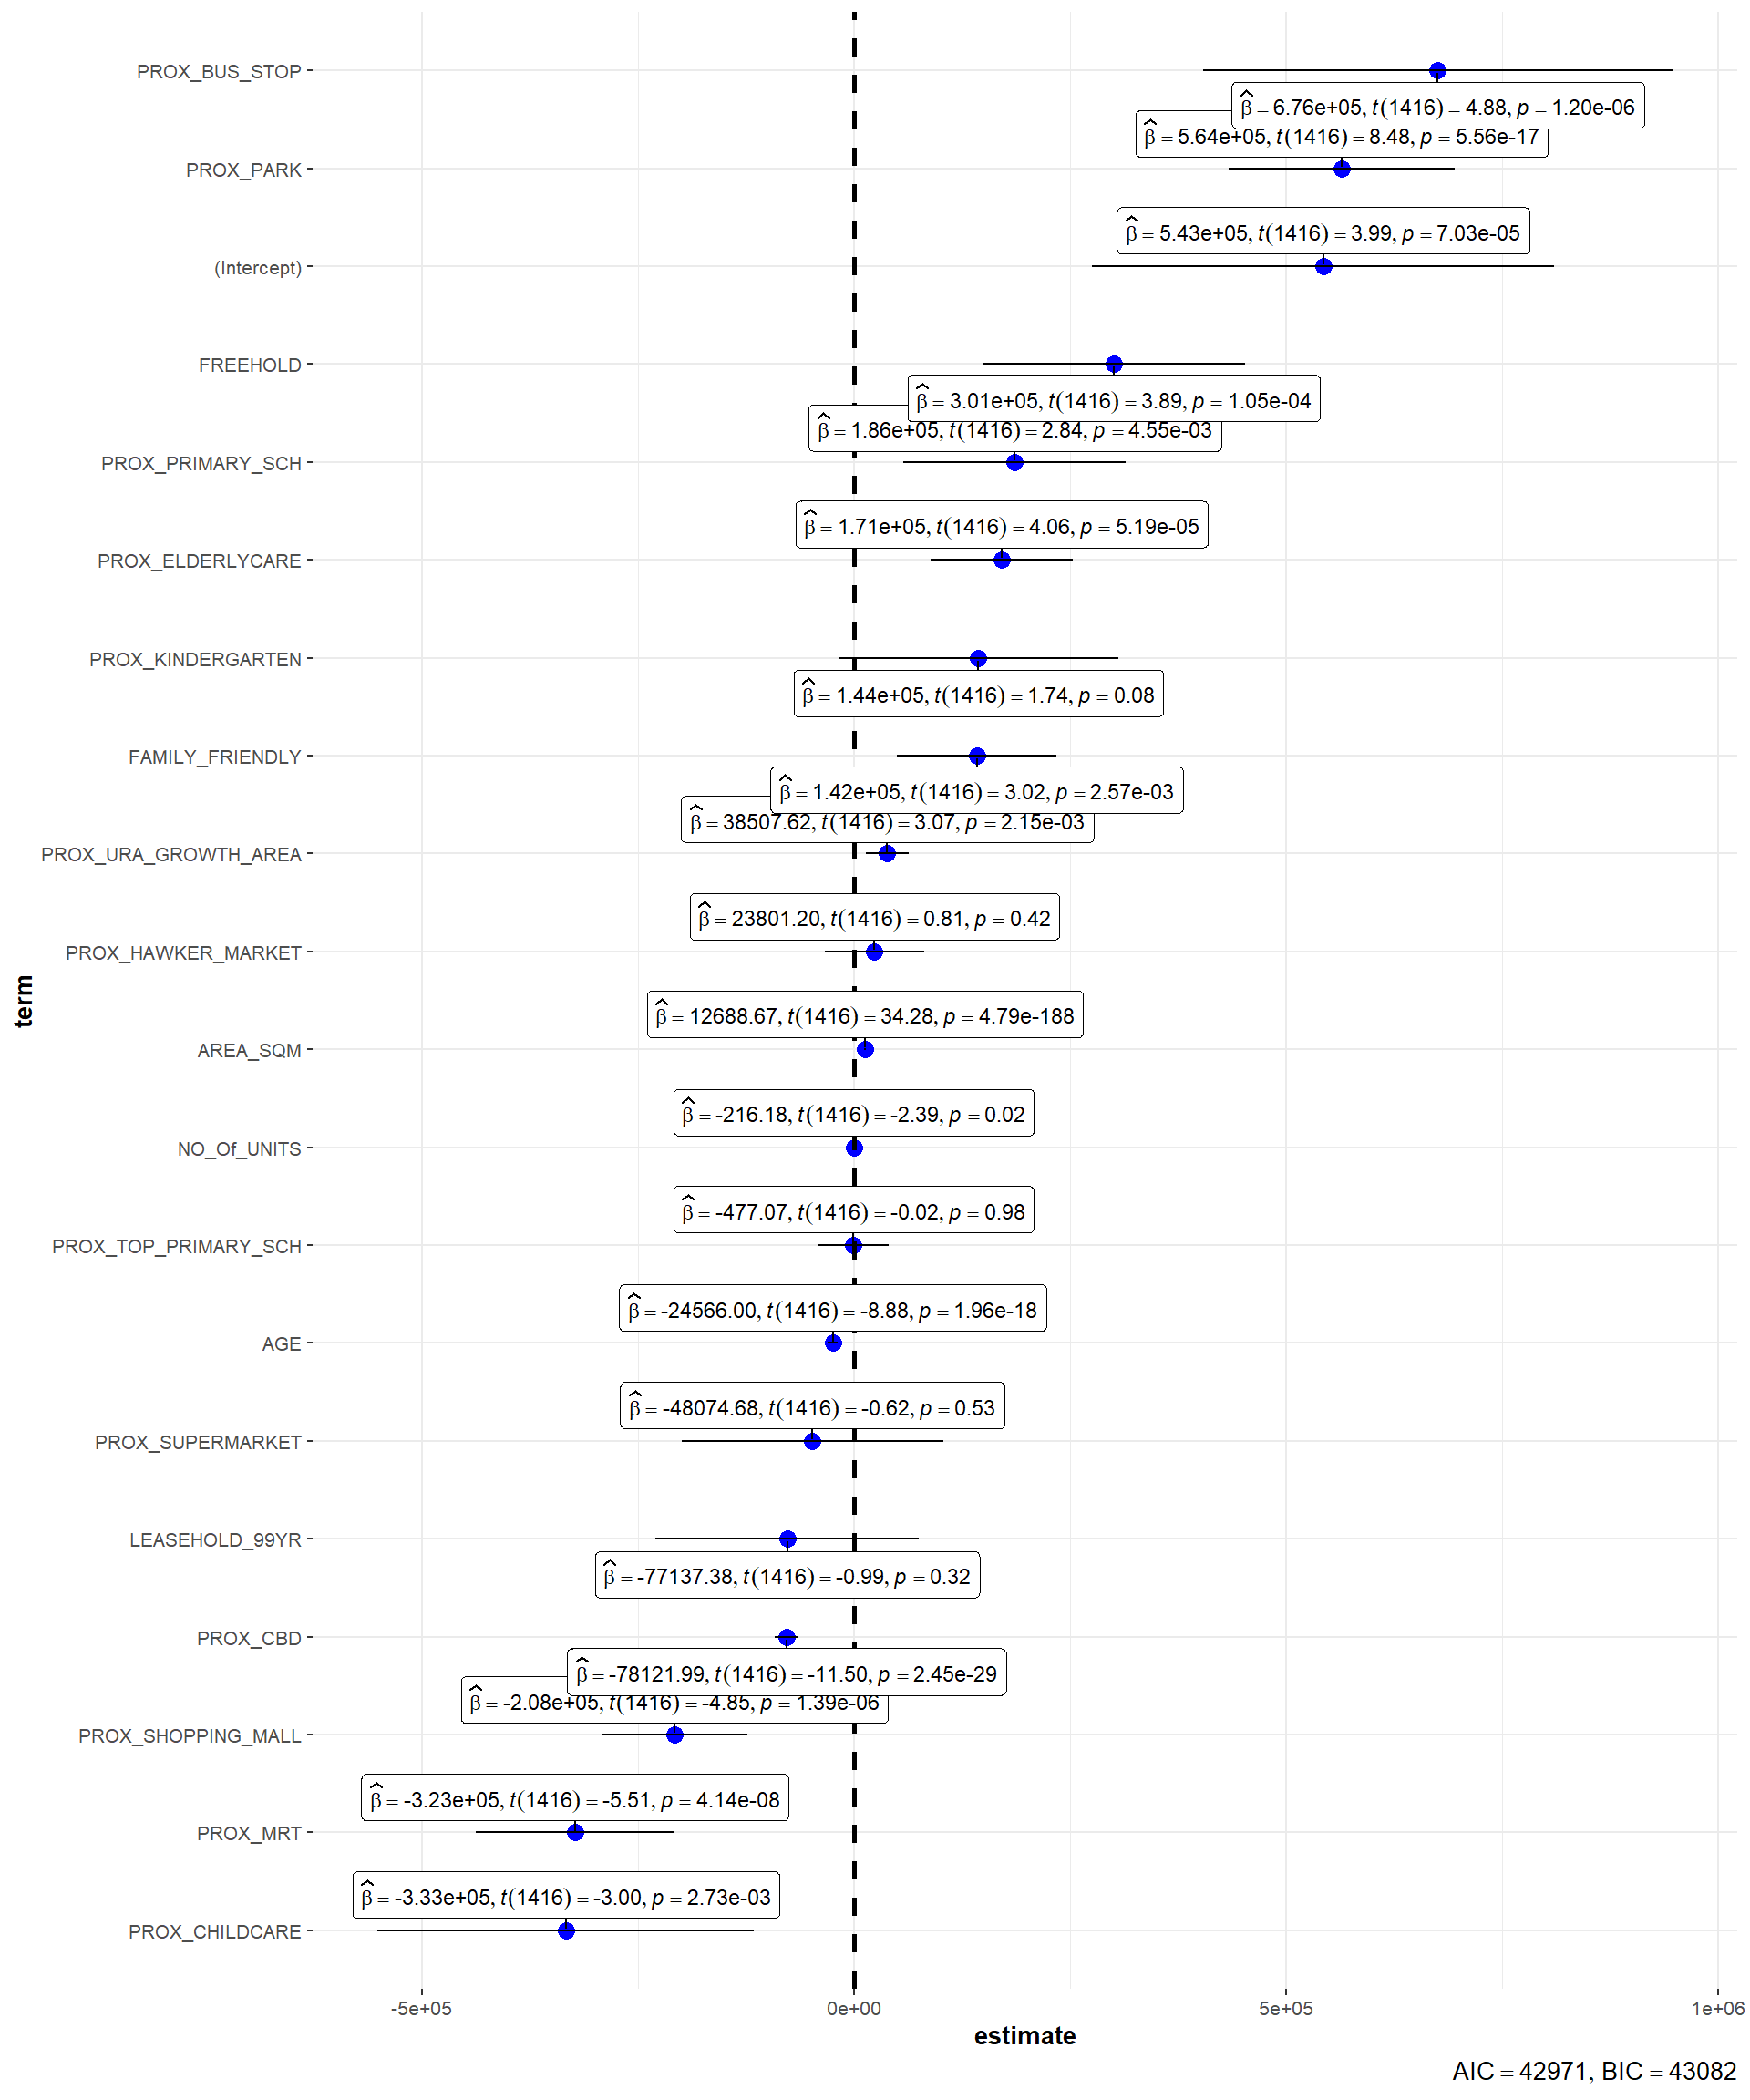 PROX_BUS_STOP
β̂ = 6.76e+05, t(1416) = 4.88, p = 1.20e-06
β̂ = 5.64e+05, t(1416) = 8.48, p = 5.56e-17
PROX_PARK
β̂ = 5.43e+05, t(1416) = 3.99, p = 7.03e-05
(Intercept)
FREEHOLD
β̂ = 3.01e+05, t(1416) = 3.89, p = 1.05e-04
β̂ = 1.86e+05, t(1416) = 2.84, p = 4.55e-03
PROX_PRIMARY_SCH
β̂ = 1.71e+05, t(1416) = 4.06, p = 5.19e-05
PROX_ELDERLYCARE
PROX_KINDERGARTEN
β̂ = 1.44e+05, t(1416) = 1.74, p = 0.08
FAMILY_FRIENDLY
β̂ = 1.42e+05, t(1416) = 3.02, p = 2.57e-03
β̂ = 38507.62, t(1416) = 3.07, p = 2.15e-03
PROX_URA_GROWTH_AREA
β̂ = 23801.20, t(1416) = 0.81, p = 0.42
PROX_HAWKER_MARKET
term
β̂ = 12688.67, t(1416) = 34.28, p = 4.79e-188
AREA_SQM
β̂ = -216.18, t(1416) = -2.39, p = 0.02
NO_Of_UNITS
β̂ = -477.07, t(1416) = -0.02, p = 0.98
PROX_TOP_PRIMARY_SCH
β̂ = -24566.00, t(1416) = -8.88, p = 1.96e-18
AGE
β̂ = -48074.68, t(1416) = -0.62, p = 0.53
PROX_SUPERMARKET
LEASEHOLD_99YR
β̂ = -77137.38, t(1416) = -0.99, p = 0.32
PROX_CBD
β̂ = -78121.99, t(1416) = -11.50, p = 2.45e-29
β̂ = -2.08e+05, t(1416) = -4.85, p = 1.39e-06
PROX_SHOPPING_MALL
β̂ = -3.23e+05, t(1416) = -5.51, p = 4.14e-08
PROX_MRT
β̂ = -3.33e+05, t(1416) = -3.00, p = 2.73e-03
PROX_CHILDCARE
-5e+05 0e+00 5e+05 1e+06
estimate
AIC = 42971, BIC = 43082